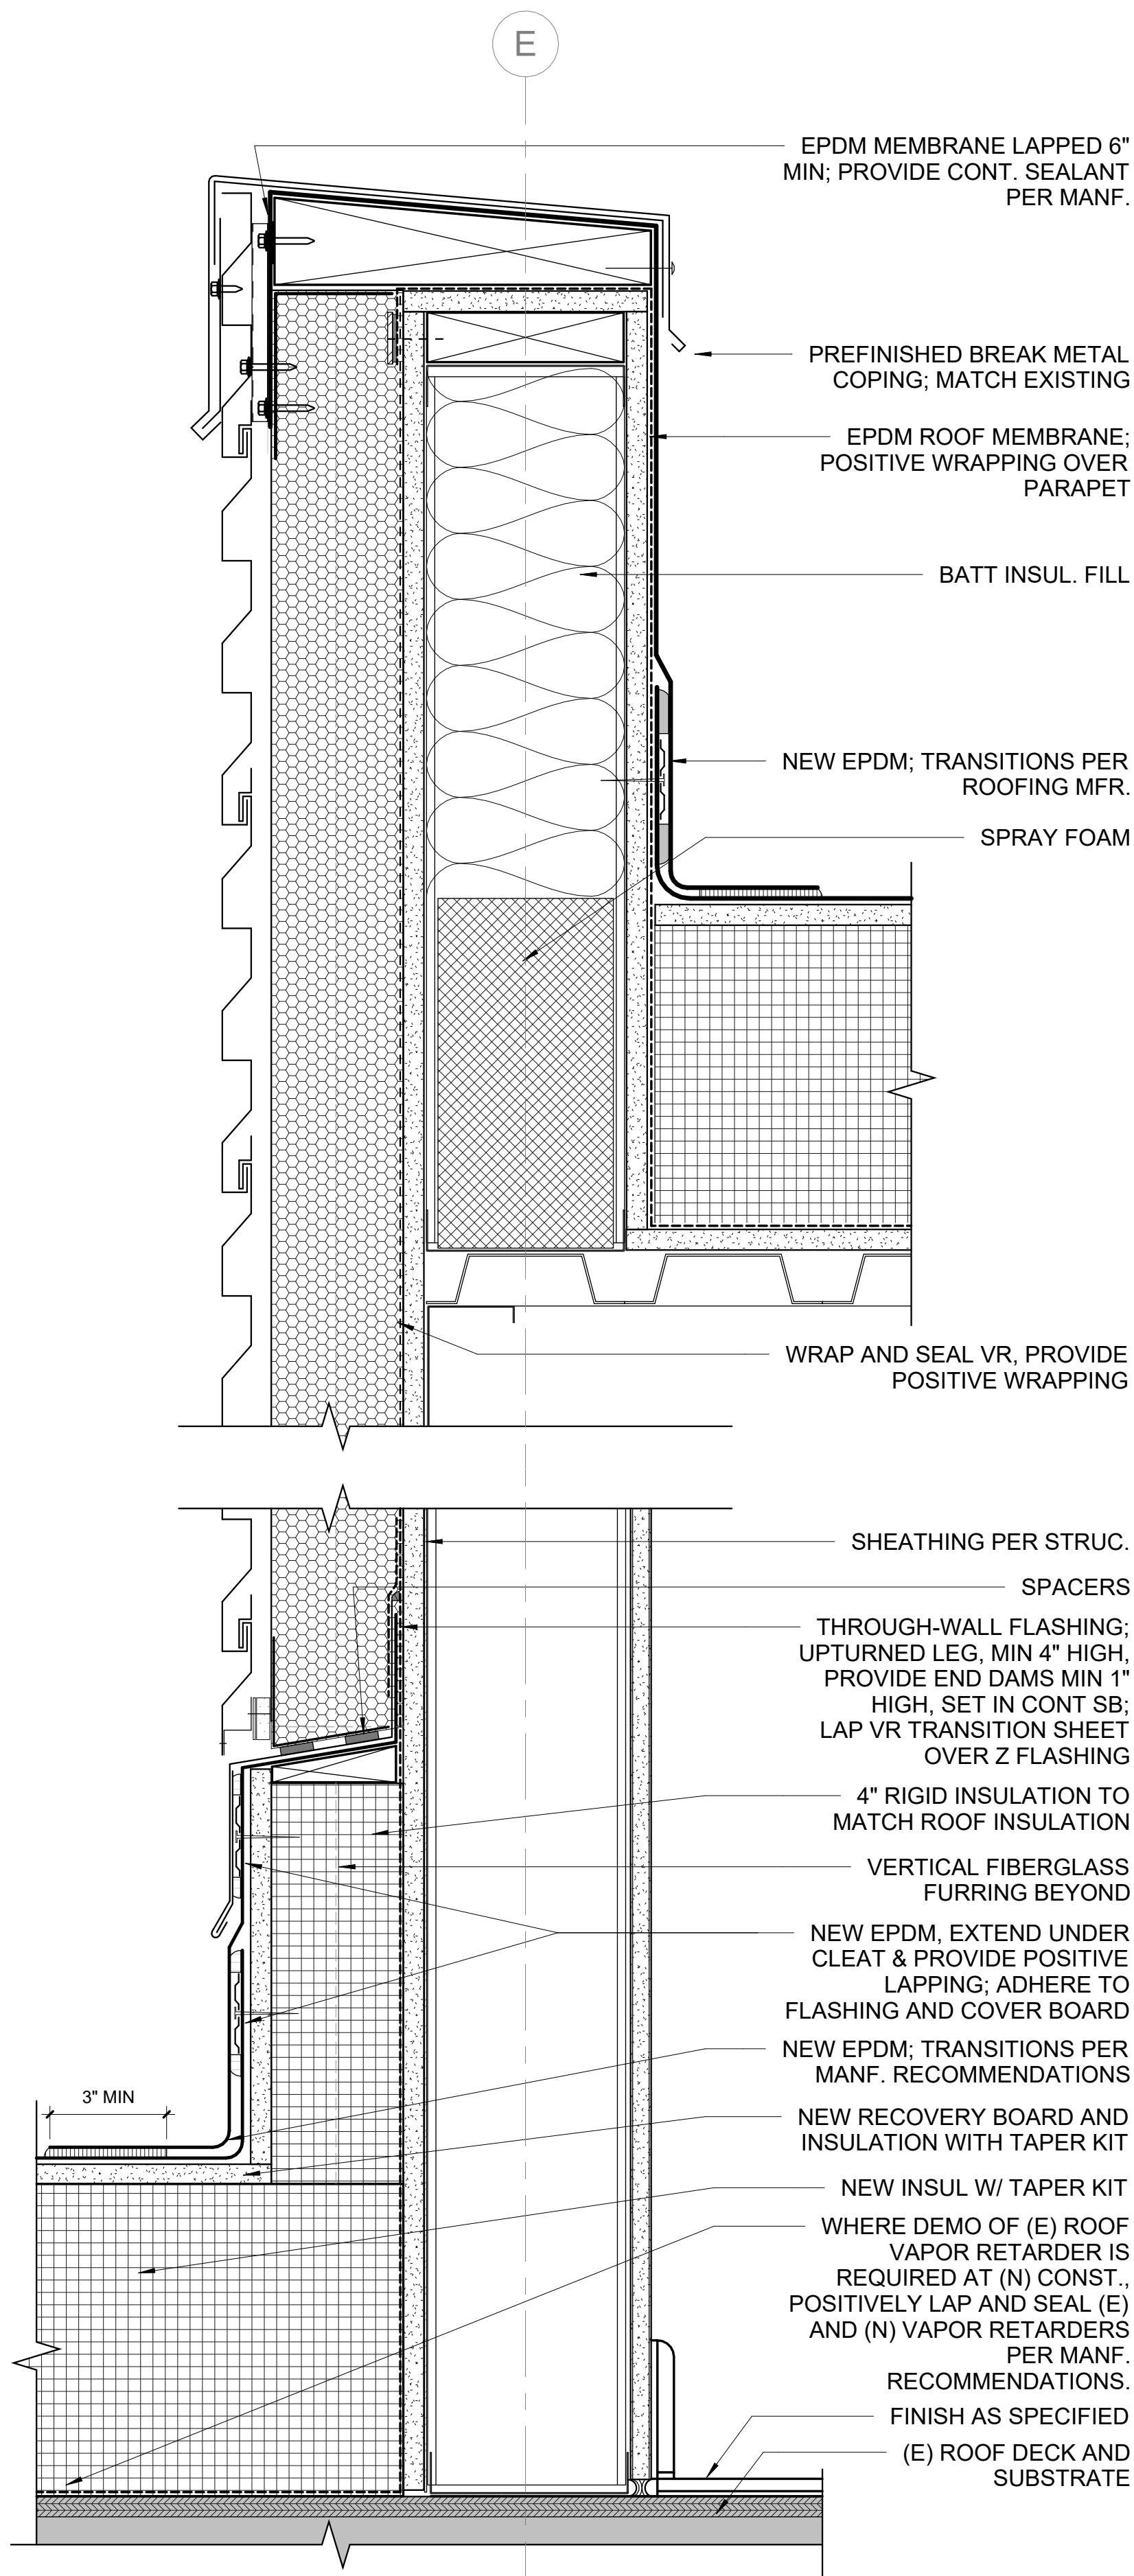 E
EPDM MEMBRANE LAPPED 6"
MIN; PROVIDE CONT. SEALANT
PER MANF.
PREFINISHED BREAK METAL
COPING; MATCH EXISTING
EPDM ROOF MEMBRANE;
POSITIVE WRAPPING OVER
PARAPET
BATT INSUL. FILL
NEW EPDM; TRANSITIONS PER
ROOFING MFR.
SPRAY FOAM
WRAP AND SEAL VR, PROVIDE
POSITIVE WRAPPING
SHEATHING PER STRUC.
SPACERS
THROUGH-WALL FLASHING;
UPTURNED LEG, MIN 4" HIGH,
PROVIDE END DAMS MIN 1"
HIGH, SET IN CONT SB;
LAP VR TRANSITION SHEET
OVER Z FLASHING
4" RIGID INSULATION TO
MATCH ROOF INSULATION
VERTICAL FIBERGLASS
FURRING BEYOND
NEW EPDM, EXTEND UNDER
CLEAT & PROVIDE POSITIVE
LAPPING; ADHERE TO
FLASHING AND COVER BOARD
NEW EPDM; TRANSITIONS PER
MANF. RECOMMENDATIONS
3" MIN
NEW RECOVERY BOARD AND
INSULATION WITH TAPER KIT
NEW INSUL W/ TAPER KIT
WHERE DEMO OF (E) ROOF
VAPOR RETARDER IS
REQUIRED AT (N) CONST.,
POSITIVELY LAP AND SEAL (E)
AND (N) VAPOR RETARDERS
PER MANF.
RECOMMENDATIONS.
FINISH AS SPECIFIED
(E) ROOF DECK AND
SUBSTRATE